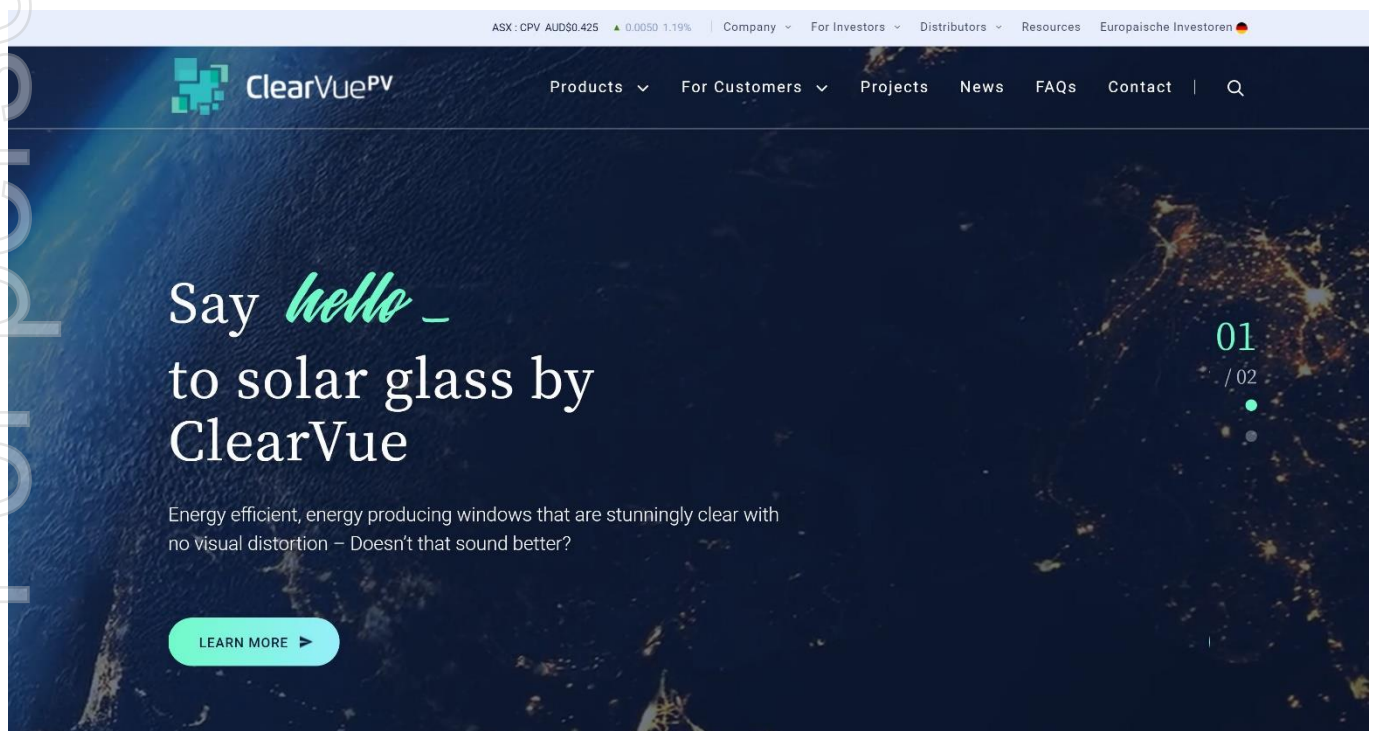 ASX : CPV AUD$0.425 ▲ 0.0050 1.19% | Company For Investors Distributors Resources Europaische Investoren
ClearVuePV
Products For Customers Projects News FAQs Contact |
Say hello _
to solar glass by
ClearVue
Energy efficient, energy producing windows that are stunningly clear with
no visual distortion – Doesn't that sound better?
LEARN MORE
01
/ 02